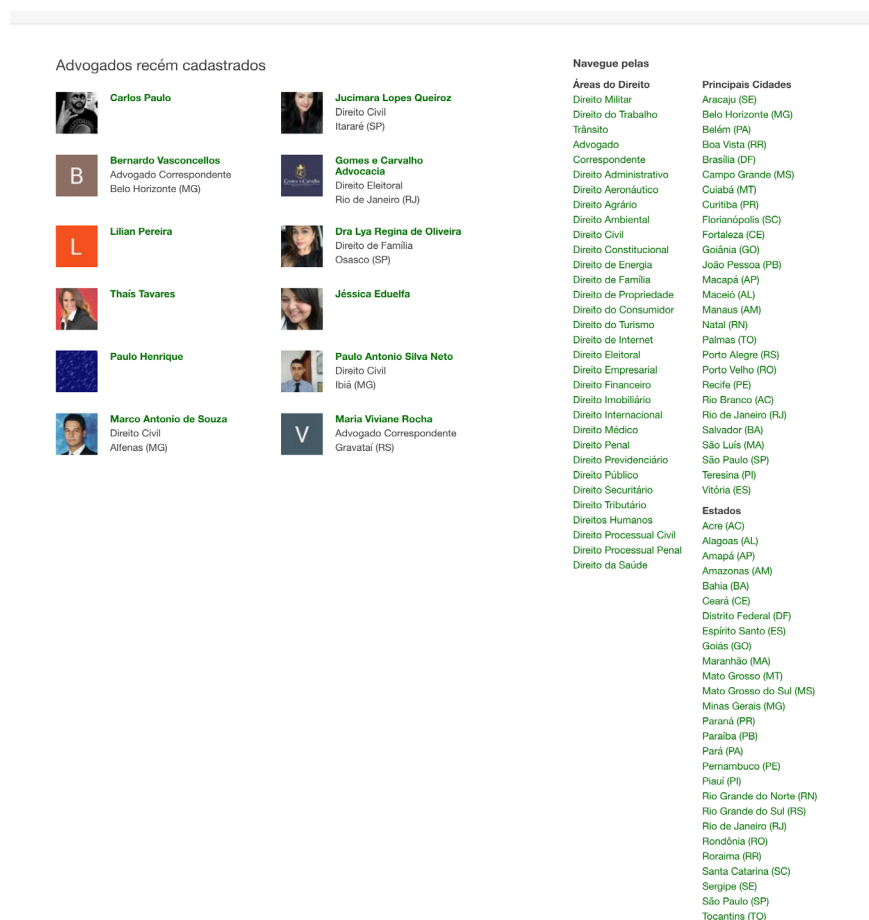 Advogados recém cadastrados
Carlos Paulo
Jucimara Lopes Queiroz
Direito Civil
Itararé (SP)
B
Bernardo Vasconcellos
Advogado Correspondente
Belo Horizonte (MG)
Gomes e Carvalho
Gomes e Carvalho
Advocacia
Direito Eleitoral
Rio de Janeiro (RJ)
L
Lilian Pereira
Dra Lya Regina de Oliveira
Direito de Família
Osasco (SP)
Thaís Tavares
Jéssica Eduelfa
Paulo Henrique
Paulo Antonio Silva Neto
Direito Civil
Ibiá (MG)
Marco Antonio de Souza
Direito Civil
Alfenas (MG)
V
Maria Viviane Rocha
Advogado Correspondente
Gravataí (RS)
Navegue pelas
Áreas do Direito
Direito Militar
Direito do Trabalho
Trânsito
Advogado
Correspondente
Direito Administrativo
Direito Aeronáutico
Direito Agrário
Direito Ambiental
Direito Civil
Direito Constitucional
Direito de Energia
Direito de Família
Direito de Propriedade
Direito do Consumidor
Direito do Turismo
Direito de Internet
Direito Eleitoral
Direito Empresarial
Direito Financeiro
Direito Imobiliário
Direito Internacional
Direito Médico
Direito Penal
Direito Previdenciário
Direito Público
Direito Securitário
Direito Tributário
Direitos Humanos
Direito Processual Civil
Direito Processual Penal
Direito da Saúde
Principais Cidades
Aracaju (SE)
Belo Horizonte (MG)
Belém (PA)
Boa Vista (RR)
Brasília (DF)
Campo Grande (MS)
Cuiabá (MT)
Curitiba (PR)
Florianópolis (SC)
Fortaleza (CE)
Goiânia (GO)
João Pessoa (PB)
Macapá (AP)
Maceió (AL)
Manaus (AM)
Natal (RN)
Palmas (TO)
Porto Alegre (RS)
Porto Velho (RO)
Recife (PE)
Rio Branco (AC)
Rio de Janeiro (RJ)
Salvador (BA)
São Luís (MA)
São Paulo (SP)
Teresina (PI)
Vitória (ES)
Estados
Acre (AC)
Alagoas (AL)
Amapá (AP)
Amazonas (AM)
Bahia (BA)
Ceará (CE)
Distrito Federal (DF)
Espírito Santo (ES)
Goiás (GO)
Maranhão (MA)
Mato Grosso (MT)
Mato Grosso do Sul (MS)
Minas Gerais (MG)
Paraná (PR)
Paraíba (PB)
Pará (PA)
Pernambuco (PE)
Piauí (PI)
Rio Grande do Norte (RN)
Rio Grande do Sul (RS)
Rio de Janeiro (RJ)
Rondônia (RO)
Roraima (RR)
Santa Catarina (SC)
Sergipe (SE)
São Paulo (SP)
Tocantins (TO)